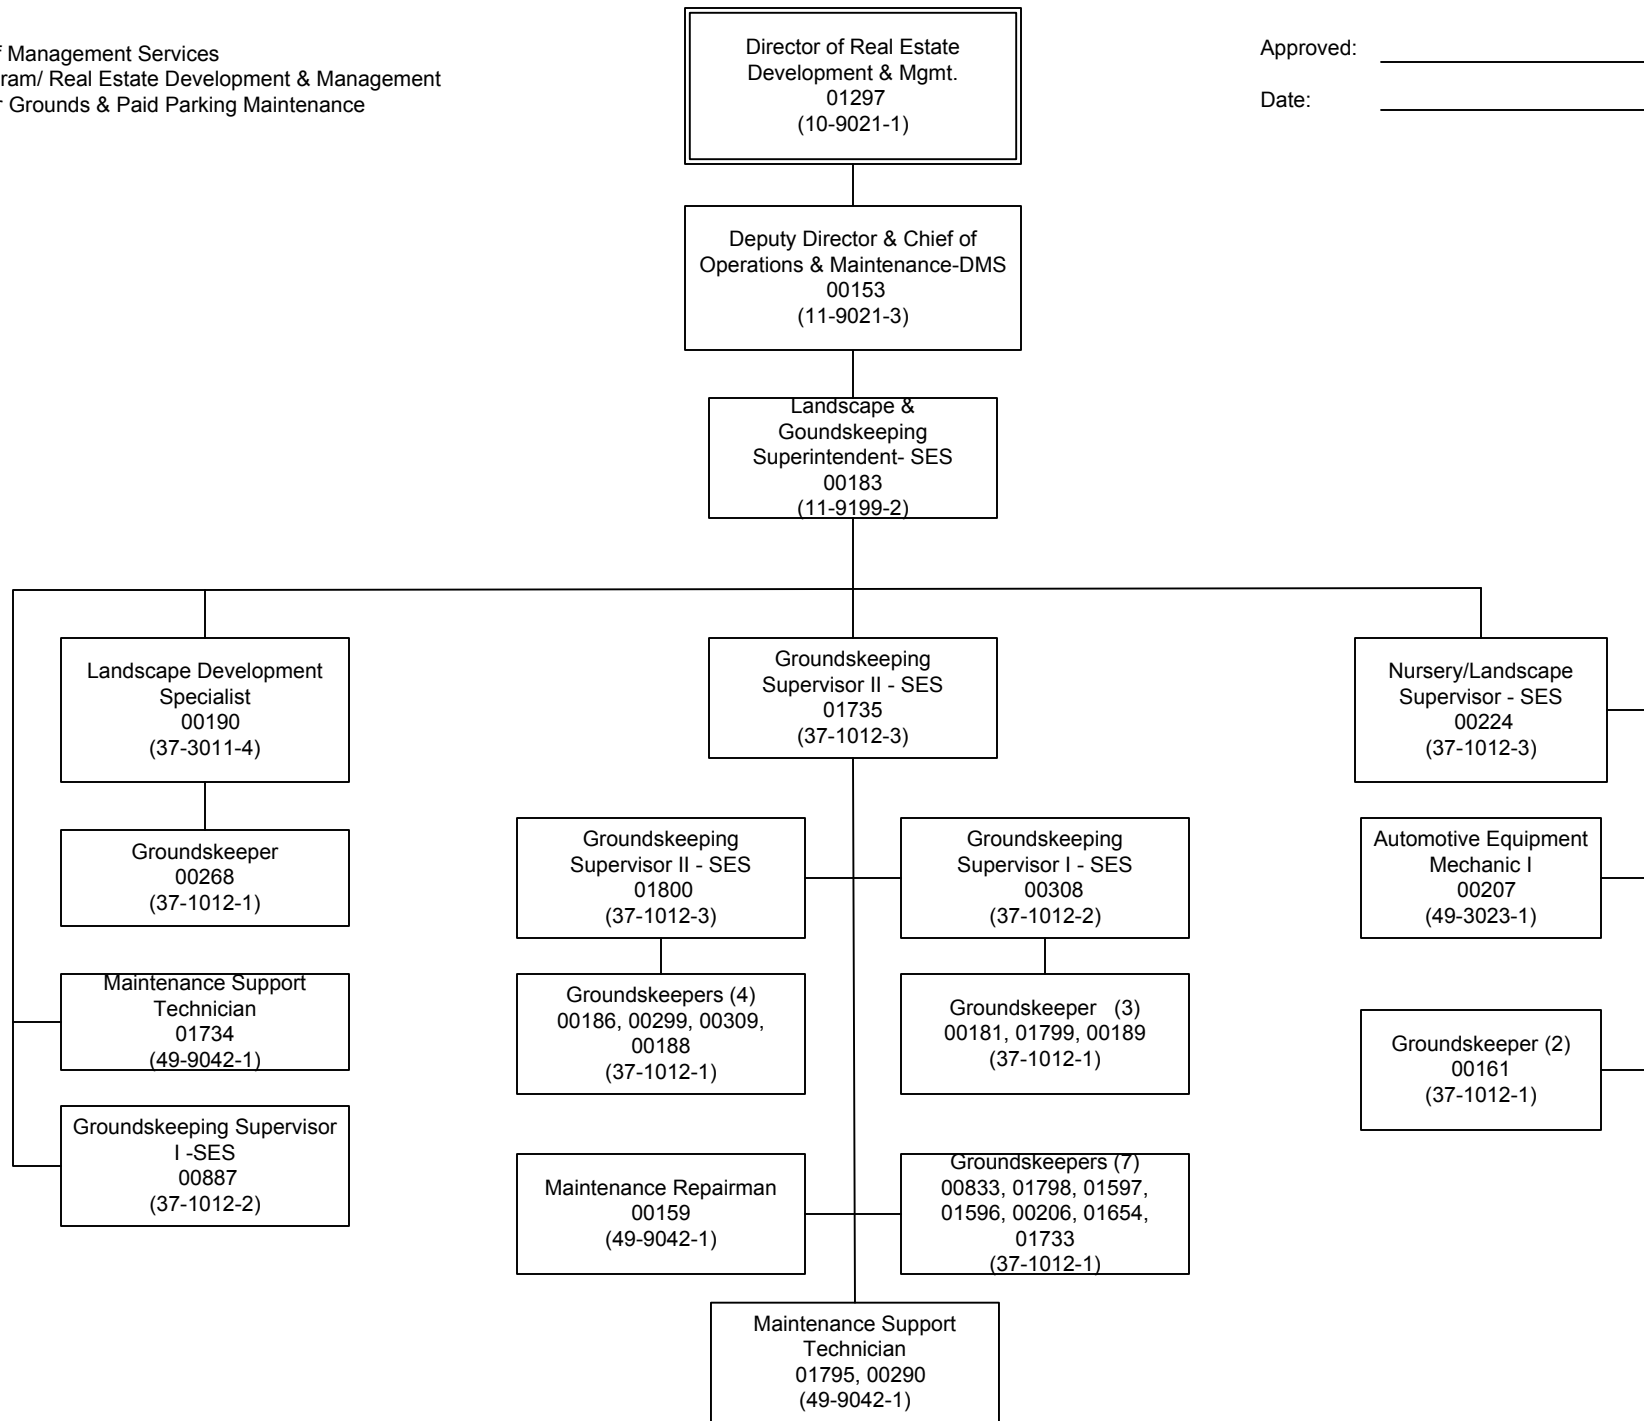 Management Services
Real Estate Development & Management
Grounds & Paid Parking Maintenance
Director of Real Estate
Development & Mgmt.
01297
(10-9021-1)
Approved:
Date:
Deputy Director & Chief of
Operations & Maintenance-DMS
00153
(11-9021-3)
Landscape &
Goundskeeping
Superintendent- SES
00183
(11-9199-2)
Landscape Development
Specialist
00190
(37-3011-4)
Groundskeeping
Supervisor II - SES
01735
(37-1012-3)
Nursery/Landscape
Supervisor - SES
00224
(37-1012-3)
Groundskeeper
00268
(37-1012-1)
Groundskeeping
Supervisor II - SES
01800
(37-1012-3)
Groundskeeping
Supervisor I - SES
00308
(37-1012-2)
Automotive Equipment
Mechanic I
00207
(49-3023-1)
Maintenance Support
Technician
01734
(49-9042-1)
Groundskeepers (4)
00186, 00299, 00309,
00188
(37-1012-1)
Groundskeeper (3)
00181, 01799, 00189
(37-1012-1)
Groundskeeper (2)
00161
(37-1012-1)
Groundskeeping Supervisor
I -SES
00887
(37-1012-2)
Maintenance Repairman
00159
(49-9042-1)
Groundskeepers (7)
00833, 01798, 01597,
01596, 00206, 01654,
01733
(37-1012-1)
Maintenance Support
Technician
01795, 00290
(49-9042-1)